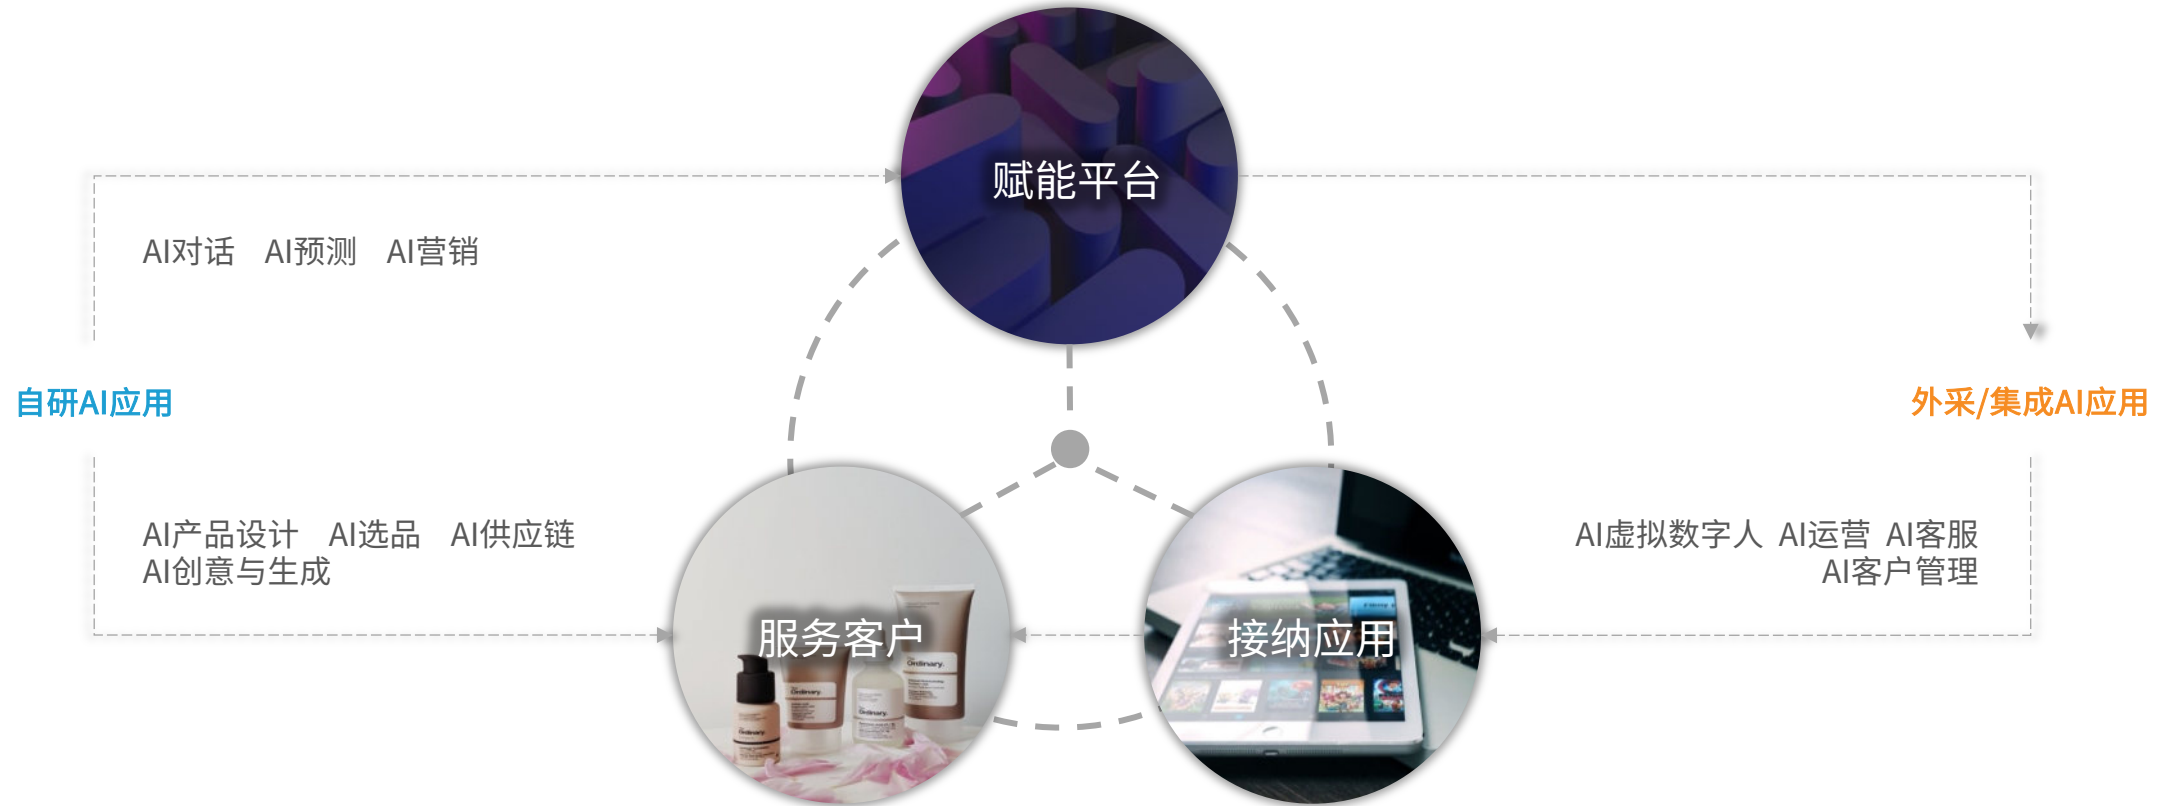 赋能平台
AI对话 AI预测 AI营销
自研AI应用
外采/集成AI应用
AI产品设计 AI选品 AI供应链
AI创意与生成
AI虚拟数字人 AI运营 AI客服
AI客户管理
服务客户
接纳应用
Ordinary.
Ordinary.
Ordinary.
Ordinary.